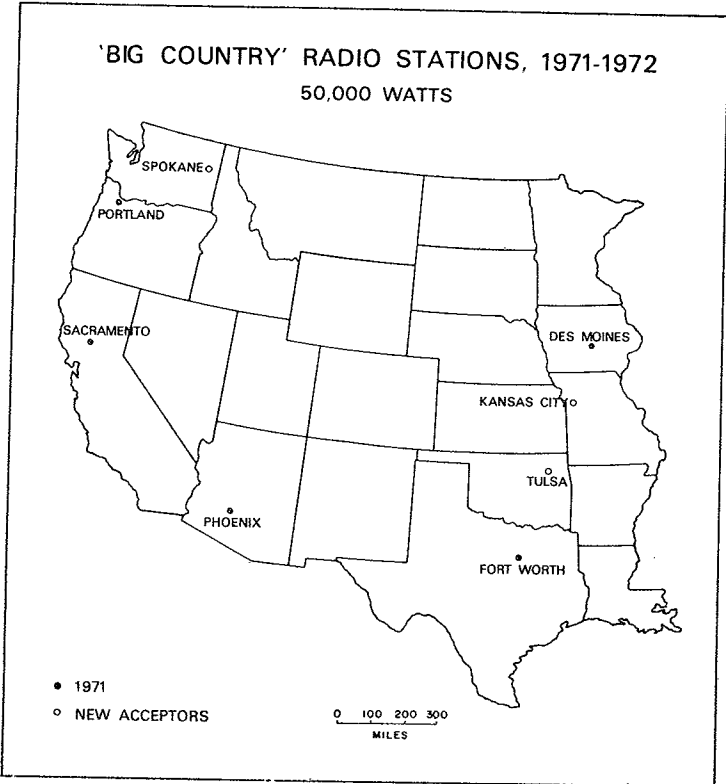 'BIG COUNTRY' RADIO STATIONS, 1971-1972
50,000 WATTS
SPOKANE
PORTLAND
SACRAMENTO
DES MOINES
KANSAS CITY
TULSA
PHOENIX
FORT WORTH
1971
NEW ACCEPTORS
0 100 200 300
MILES